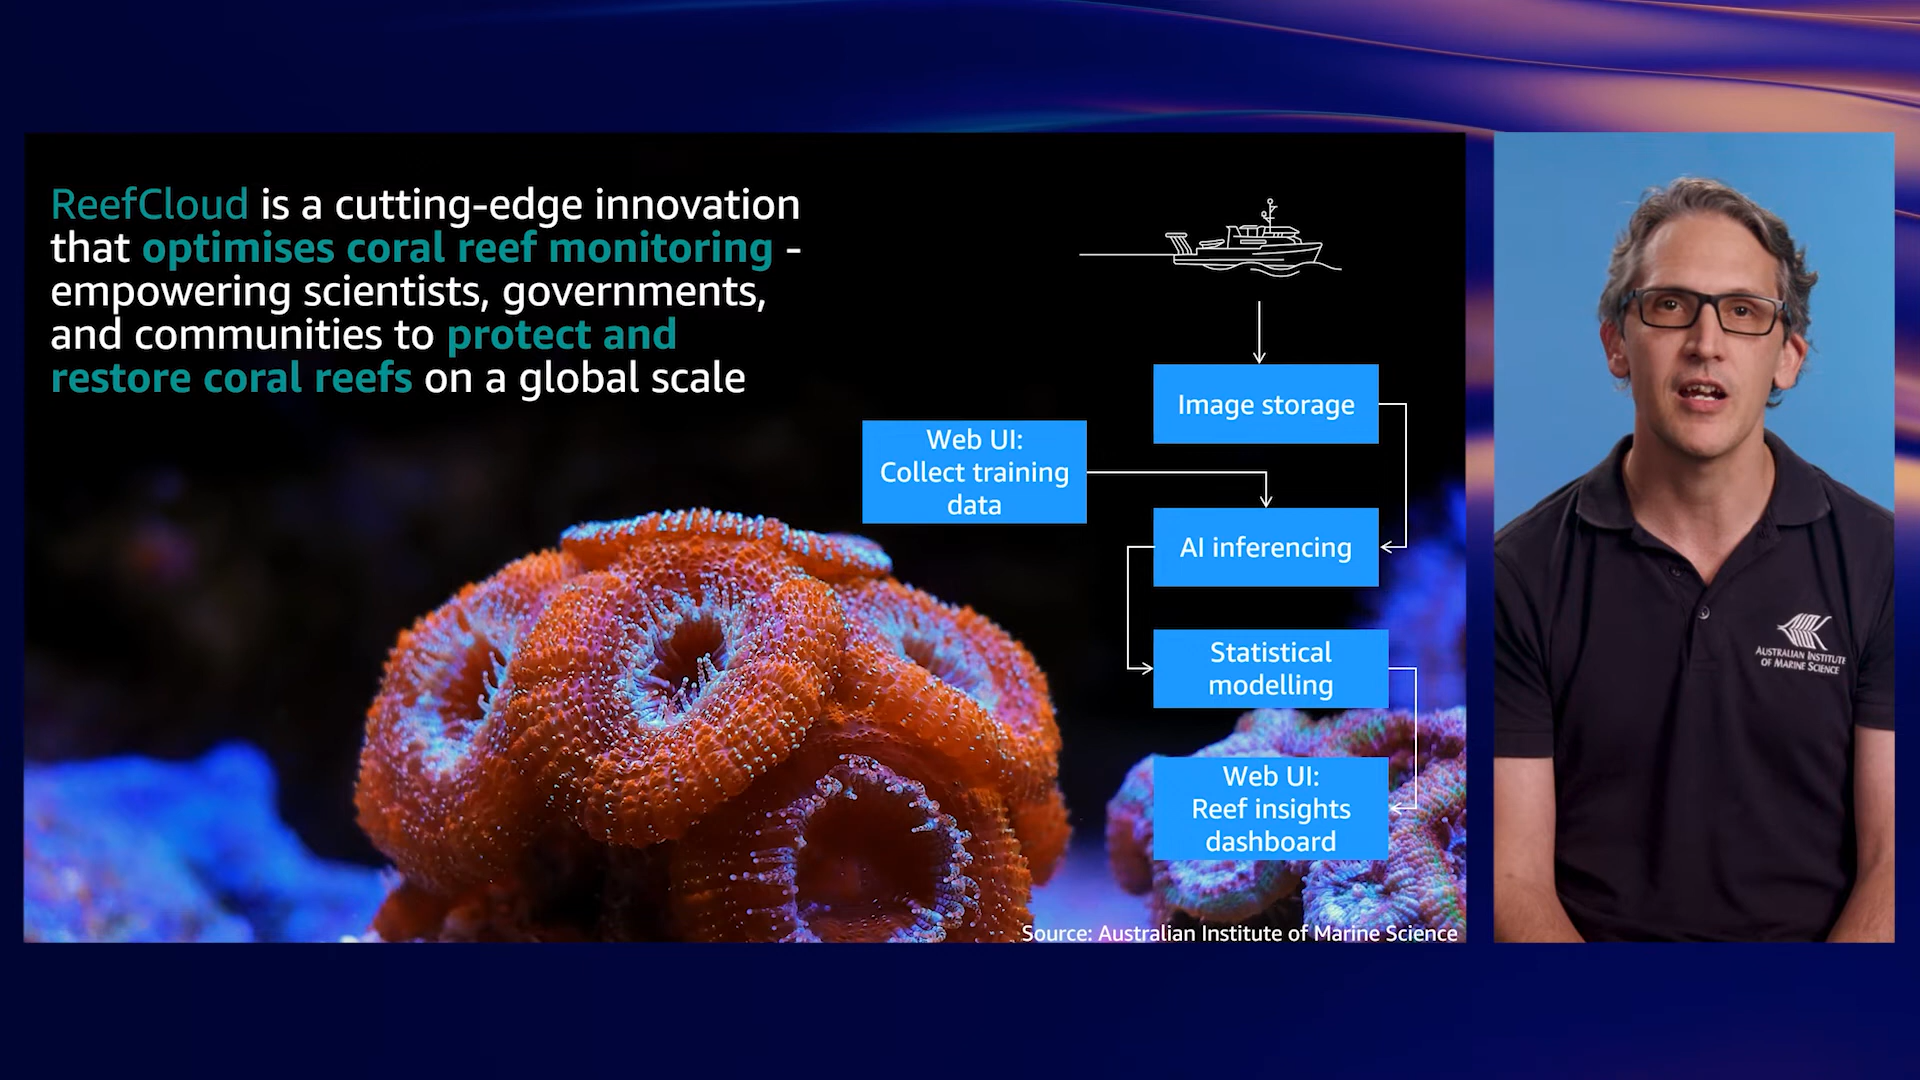 ReefCloud is a cutting-edge innovation
that optimises coral reef monitoring -
empowering scientists, governments,
and communities to protect and
restore coral reefs on a global scale
Image storage
Web UI:
Collect training
data
AI inferencing
Statistical
modelling
Web UI:
Reef insights
dashboard
Source: Australian Institute of Marine Science
AUSTRALIAN INSTITUTE
OF MARINE SCIENCE